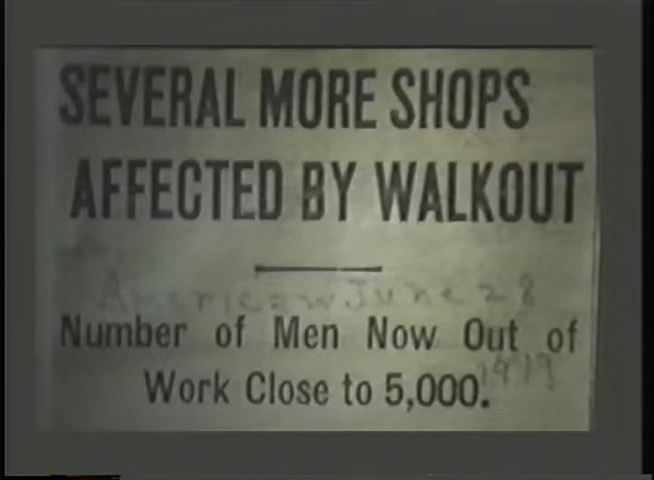 SEVERAL MORE SHOPS
AFFECTED BY WALKOUT
American June 28
Number of Men Now Out of
1919
Work Close to 5,000.